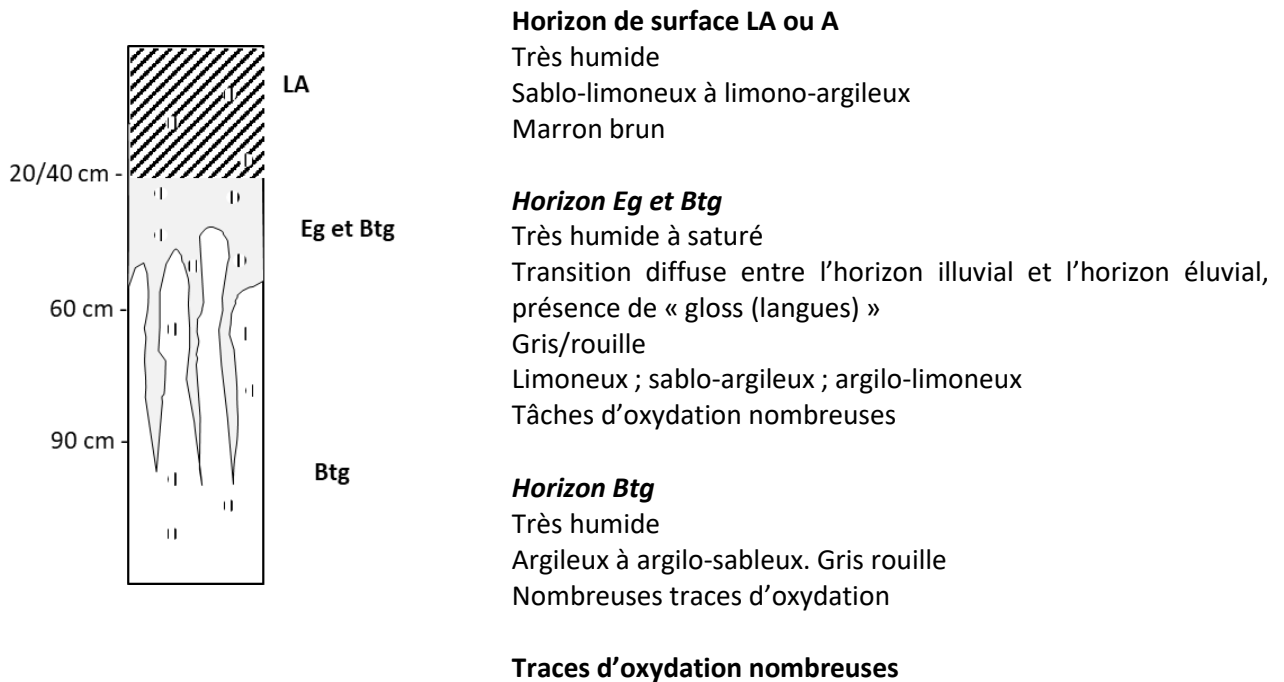 LA
20/40 cm -
Eg et Btg
60 cm -
90 cm -
Btg
Horizon de surface LA ou A
Très humide
Sablo-limoneux à limono-argileux
Marron brun
Horizon Eg et Btg
Très humide à saturé
Transition diffuse entre l’horizon illuvial et l’horizon éluvial,
présence de « gloss (langues) »
Gris/rouille
Limoneux ; sablo-argileux ; argilo-limoneux
Tâches d’oxydation nombreuses
Horizon Btg
Très humide
Argileux à argilo-sableux. Gris rouille
Nombreuses traces d’oxydation
Traces d’oxydation nombreuses